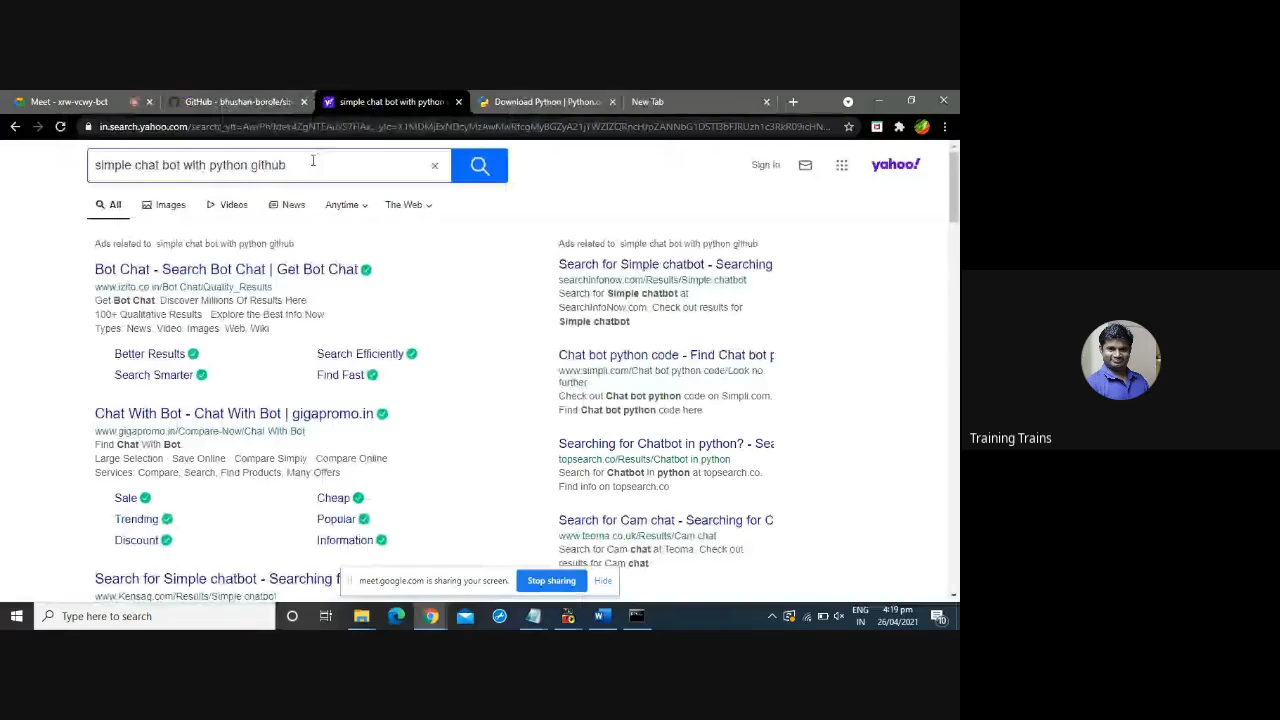 Meet - xrw-vcwy-bct
GitHub - bhushan-borole/si
simple chat bot with python
Download Python | Python.o
New Tab
in.search.yahoo.com/search
simple chat bot with python github
Sign in
yahoo!
All
Images
Videos
News
Anytime
The Web
Ads related to simple chat bot with python github
Bot Chat - Search Bot Chat | Get Bot Chat
www.izito.co.in/Bot Chat/Quality_Results
Get Bot Chat. Discover Millions Of Results Here
100+ Qualitative Results Explore the Best Info Now
Types: News, Video, Images, Web, Wiki
Better Results
Search Efficiently
Search Smarter
Find Fast
Chat With Bot - Chat With Bot | gigapromo.in
www.gigapromo.in/Compare-Now/Chat With Bot
Find Chat With Bot.
Large Selection Save Online Compare Simply Compare Online
Services: Compare, Search, Find Products, Many Offers
Sale
Cheap
Trending
Popular
Discount
Information
Search for Simple chatbot - Searching f
www.Kensaq.com/Results/Simple chatbot
Ads related to simple chat bot with python github
Search for Simple chatbot - Searching
searchinfonow.com/Results/Simple chatbot
Search for Simple chatbot at
SearchInfoNow.com. Check out results for
Simple chatbot
Chat bot python code - Find Chat bot p
www.simpli.com/Chat bot python code/Look no
further
Check out Chat bot python code on Simpli.com.
Find Chat bot python code here
Searching for Chatbot in python? - Sea
topsearch.co/Results/Chatbot in python
Search for Chatbot in python at topsearch.co.
Find info on topsearch.co
Search for Cam chat - Searching for C
www.teoma.co.uk/Results/Cam chat
Search for Cam chat at Teoma. Check out
results for Cam chat
meet.google.com is sharing your screen.
Stop sharing
Hide
Training Trains
Type here to search
ENG
IN
4:19 pm
26/04/2021
10